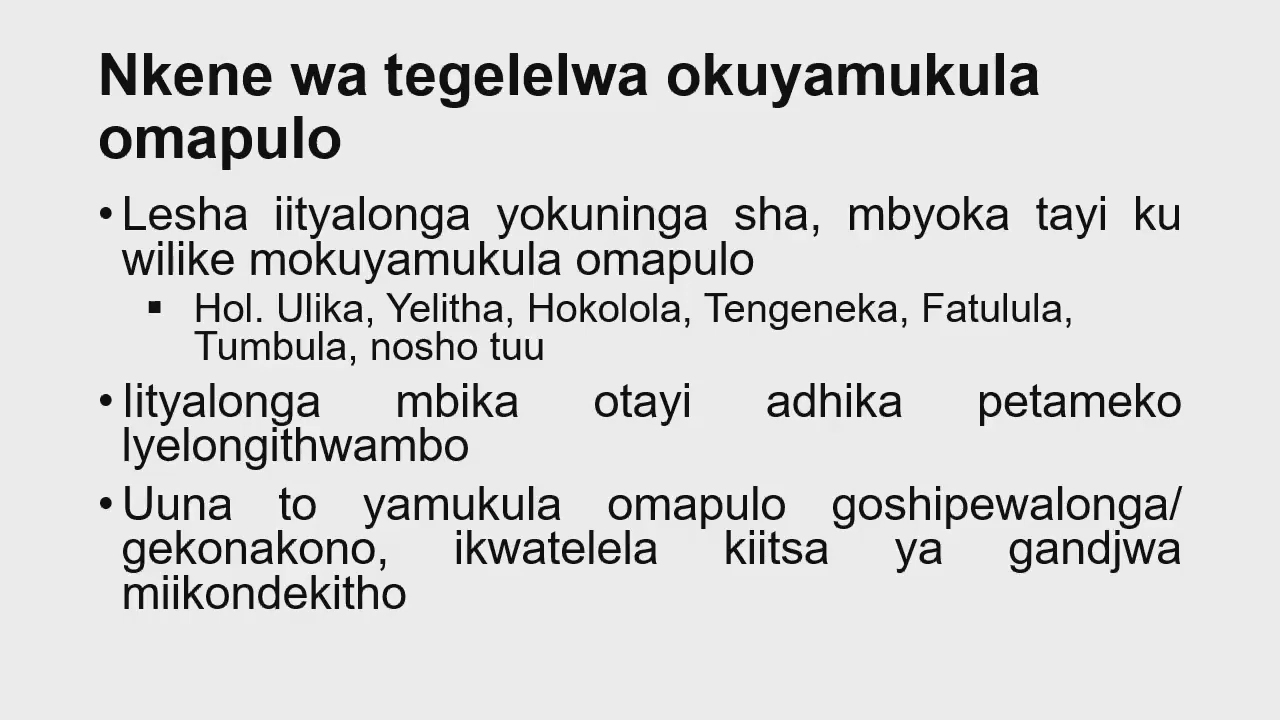 Nkene wa tegelelwa okuyamukula
omapulo
• Lesha iityalonga yokuninga sha, mbyoka tayi ku
wilike mokuyamukula omapulo
▪ Hol. Ulika, Yelitha, Hokolola, Tengeneka, Fatulula,
Tumbula, nosho tuu
• Iityalonga mbika otayi adhika petameko
lyelongithwambo
• Uuna to yamukula omapulo goshipewalonga/
gekonakono, ikwatelela kiitsa ya gandjwa
miikondekitho